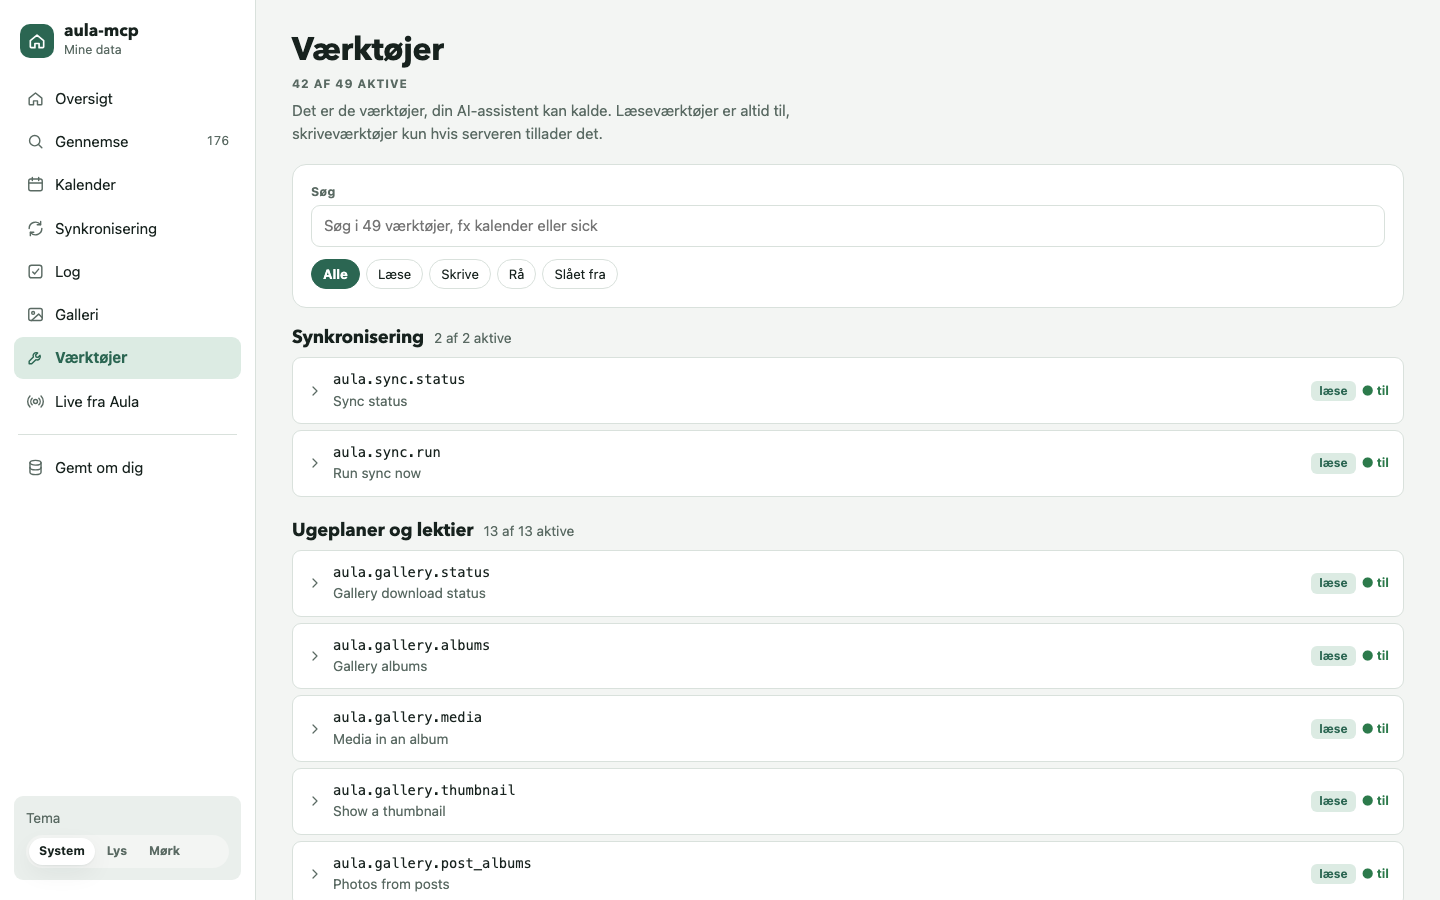 aula-mcp
Mine data
Oversigt
Gennemse 176
Kalender
Synkronisering
Log
Galleri
Værktøjer
Live fra Aula
Gemt om dig
Tema
System Lys Mørk
Værktøjer
42 AF 49 AKTIVE
Det er de værktøjer, din AI-assistent kan kalde. Læseværktøjer er altid til,
skriveværktøjer kun hvis serveren tillader det.
Søg
Søg i 49 værktøjer, fx kalender eller sick
Alle Læse Skrive Rå Slået fra
Synkronisering 2 af 2 aktive
aula.sync.status
Sync status
læse til
aula.sync.run
Run sync now
læse til
Ugeplaner og lektier 13 af 13 aktive
aula.gallery.status
Gallery download status
læse til
aula.gallery.albums
Gallery albums
læse til
aula.gallery.media
Media in an album
læse til
aula.gallery.thumbnail
Show a thumbnail
læse til
aula.gallery.post_albums
Photos from posts
læse til